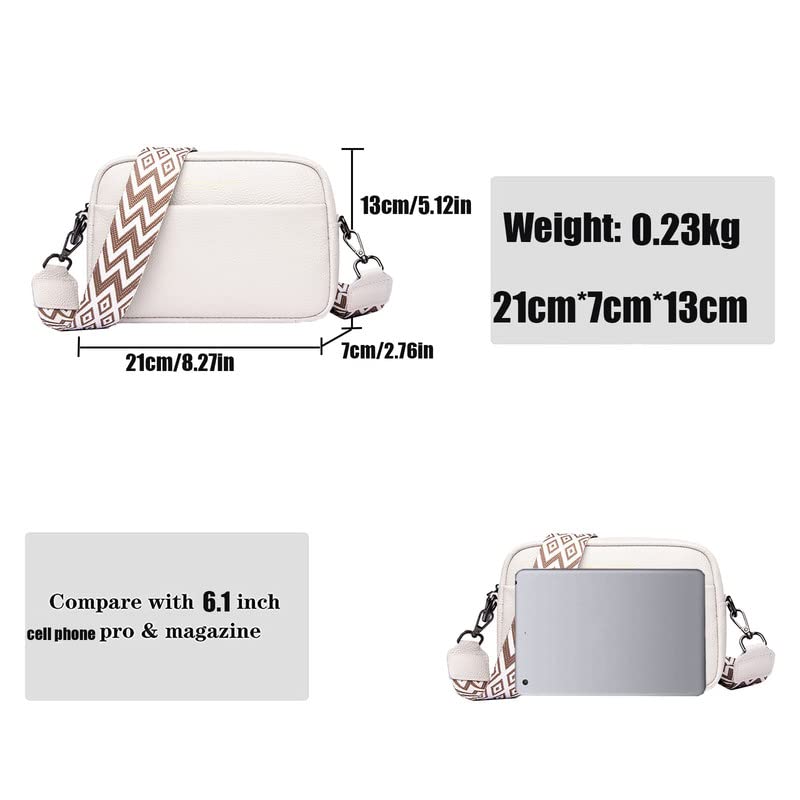 13cm/5.12in
21cm/8.27in
7cm/2.76in
Weight: 0.23kg
21cm*7cm*13cm
Compare with 6.1 inch
cell phone pro & magazine